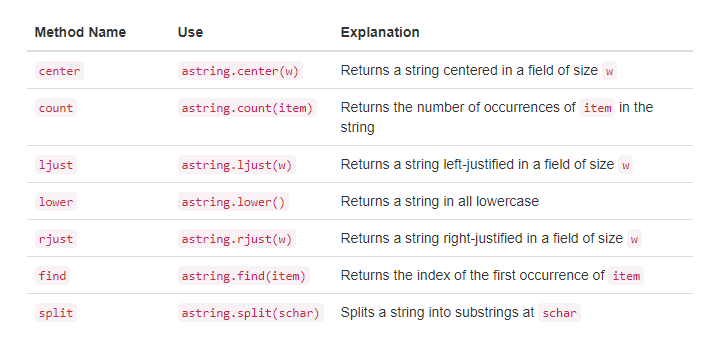 Method Name Use Explanation
center astring.center(w) Returns a string centered in a field of size w
count astring.count(item) Returns the number of occurrences of item in the
string
ljust astring.ljust(w) Returns a string left-justified in a field of size w
lower astring.lower() Returns a string in all lowercase
rjust astring.rjust(w) Returns a string right-justified in a field of size w
find astring.find(item) Returns the index of the first occurrence of item
split astring.split(schar) Splits a string into substrings at schar